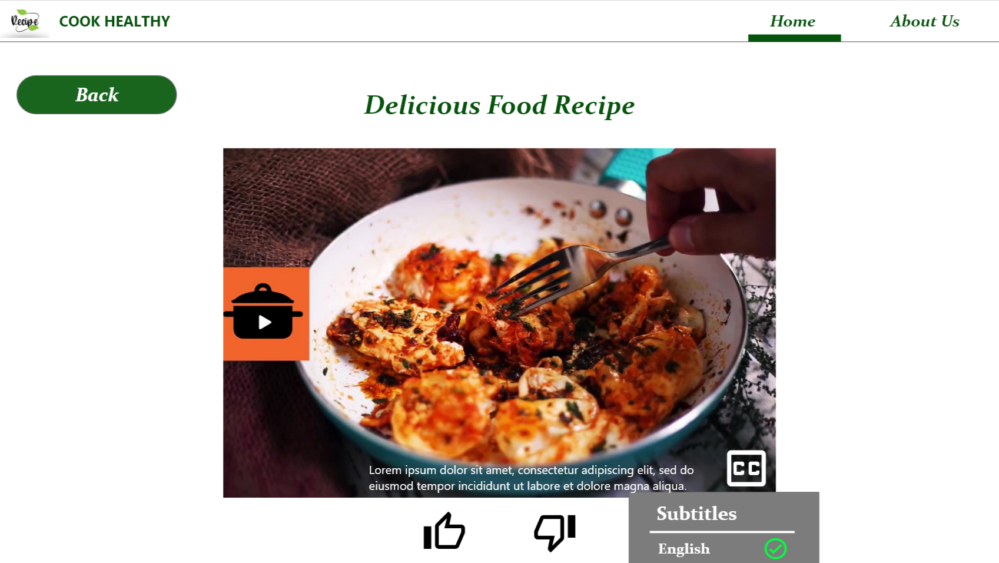 Recipe
COOK HEALTHY
Home
About Us
Back
Delicious Food Recipe
Lorem ipsum dolor sit amet, consectetur adipiscing elit, sed do
eiusmod tempor incididunt ut labore et dolore magna aliqua.
CC
Subtitles
English